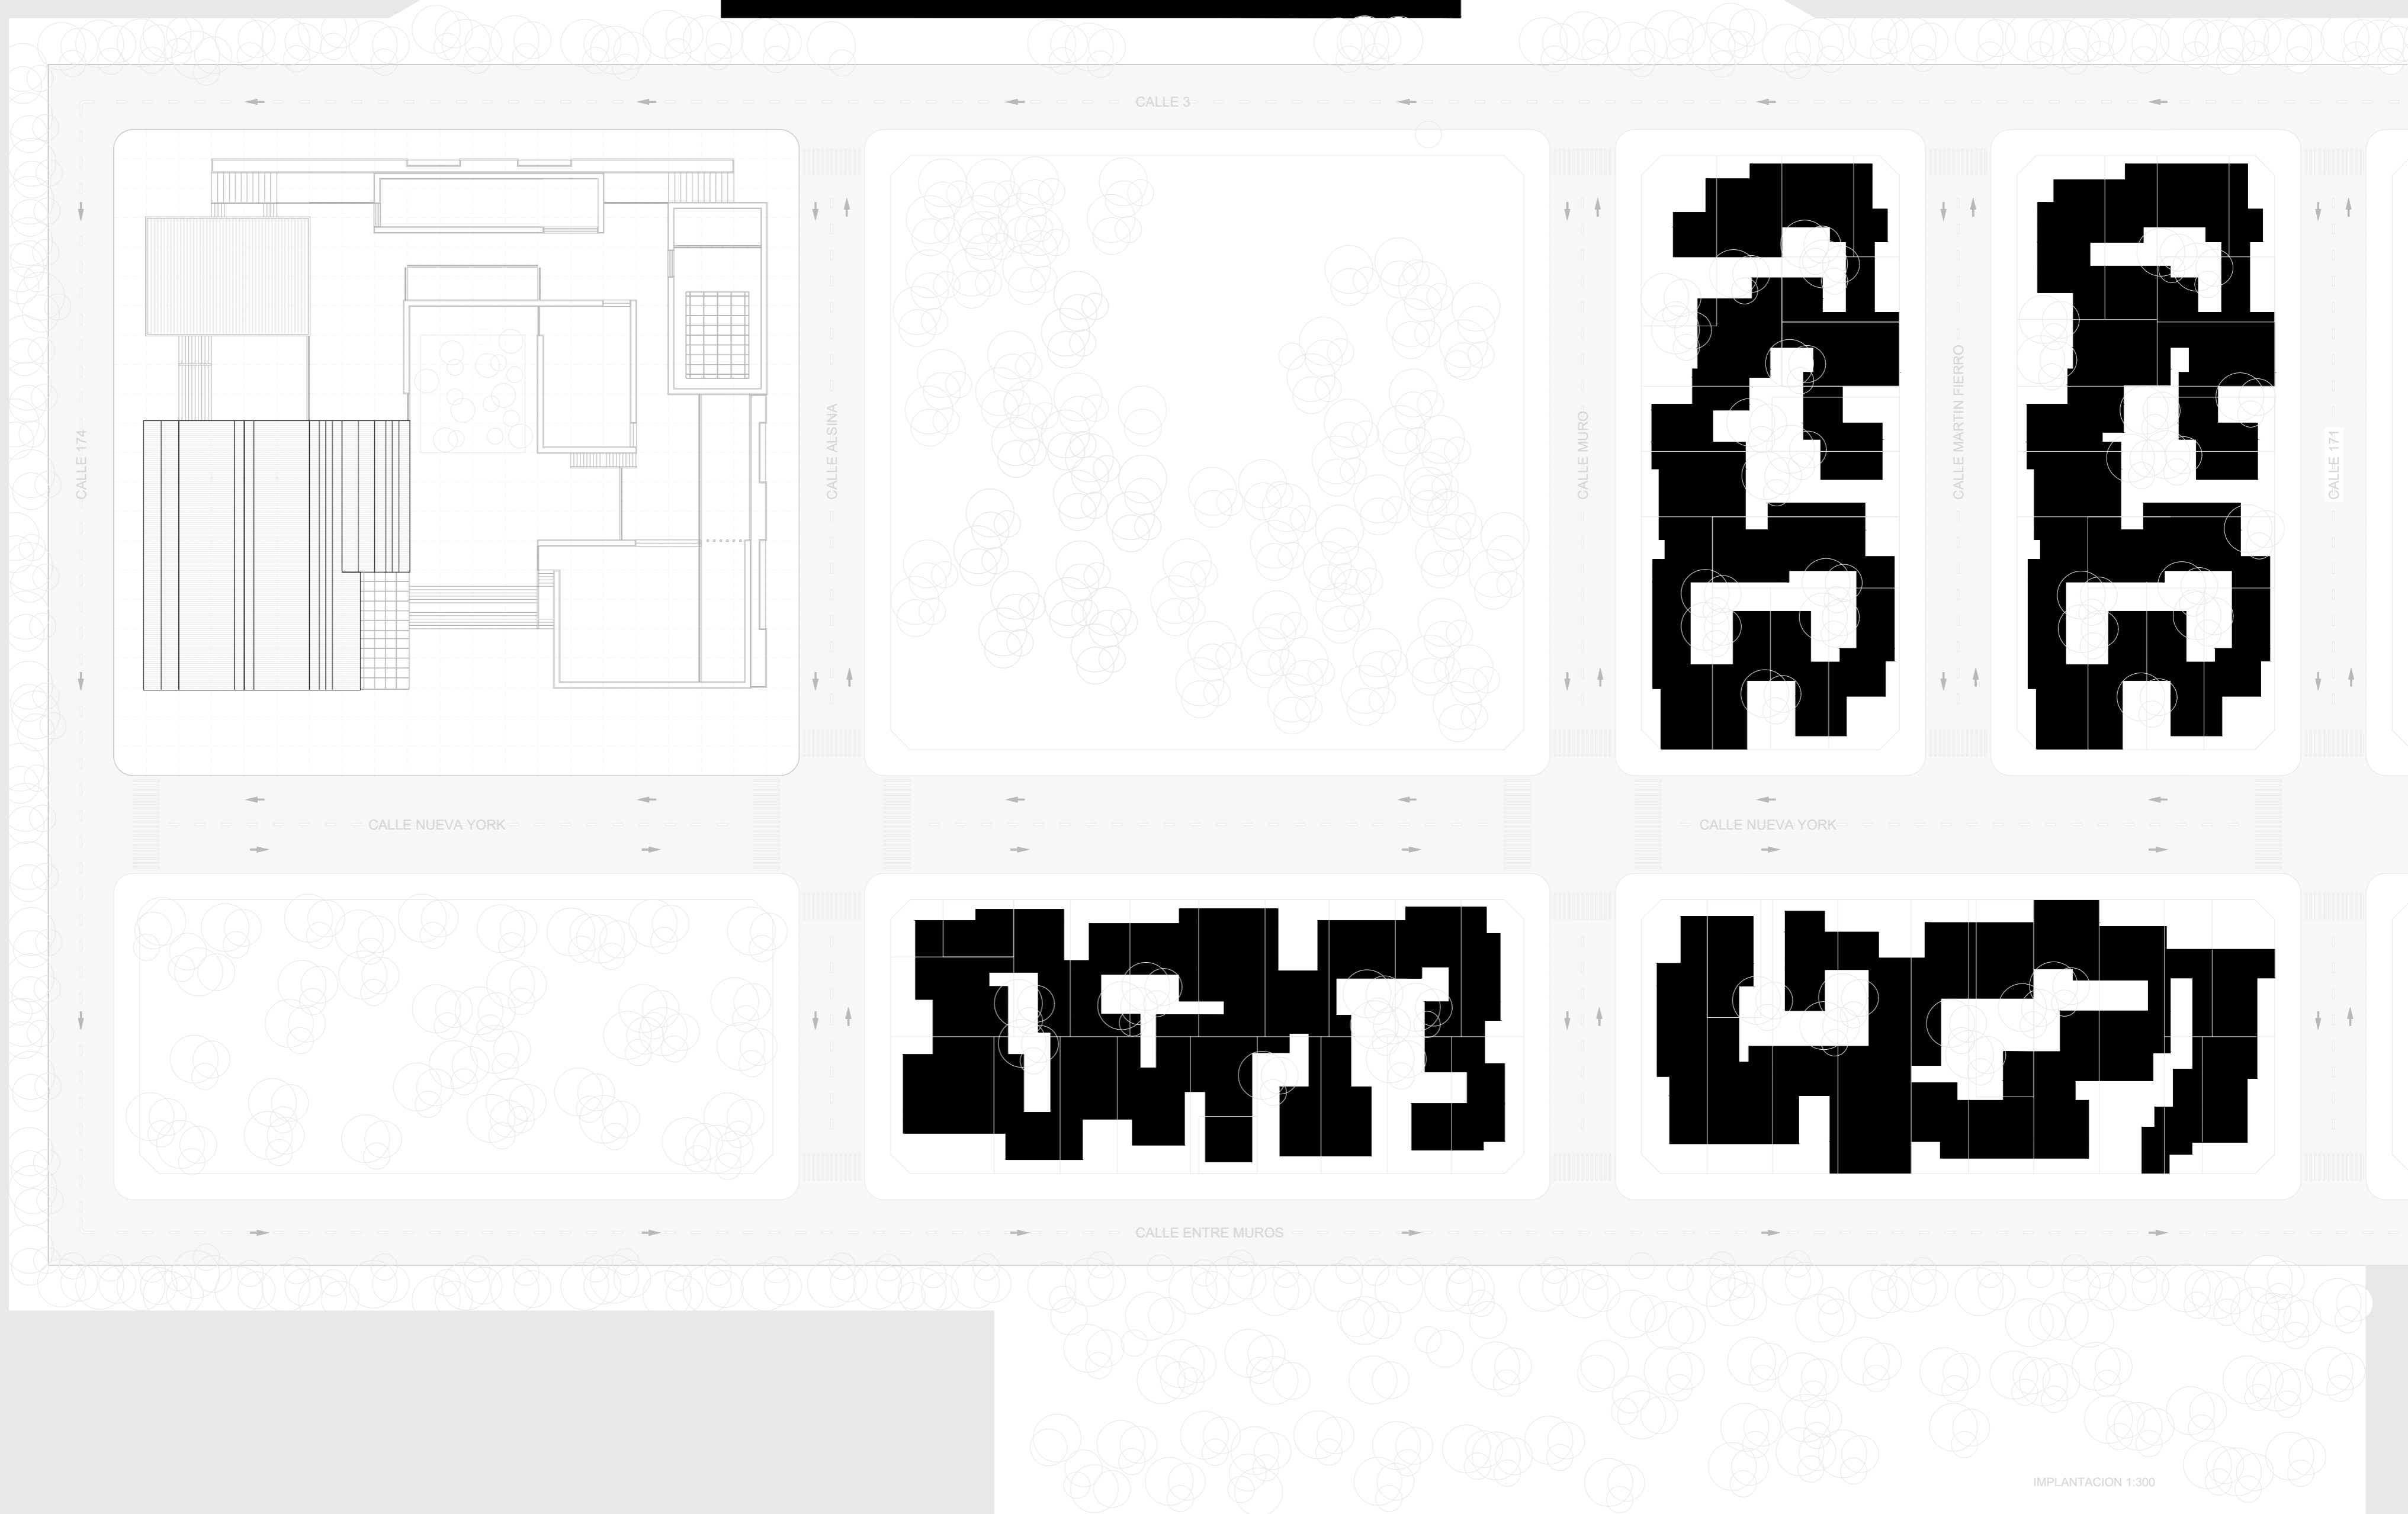 CALLE 3
CALLE 174
CALLE ALSINA
CALLE MURO
CALLE MARTIN FIERRO
CALLE 171
CALLE NUEVA YORK
CALLE NUEVA YORK
CALLE ENTRE MUROS
IMPLANTACION 1:300